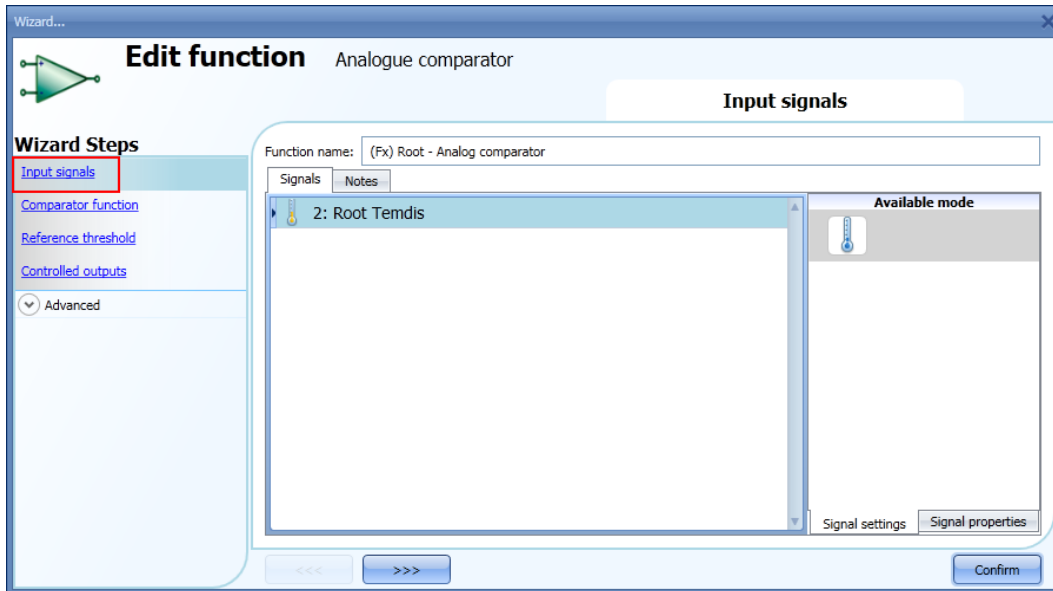 Wizard...
Edit function Analogue comparator
Input signals
Wizard Steps
Input signals
Comparator function
Reference threshold
Controlled outputs
Advanced
Function name: (Fx) Root - Analog comparator
Signals Notes
2: Root Temdis
Available mode
Signal settings Signal properties
<<< >>> Confirm